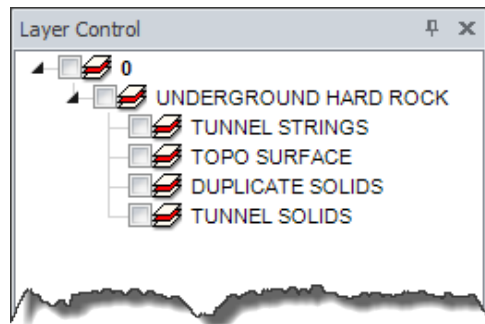 Layer Control
0
UNDERGROUND HARD ROCK
TUNNEL STRINGS
TOPO SURFACE
DUPLICATE SOLIDS
TUNNEL SOLIDS